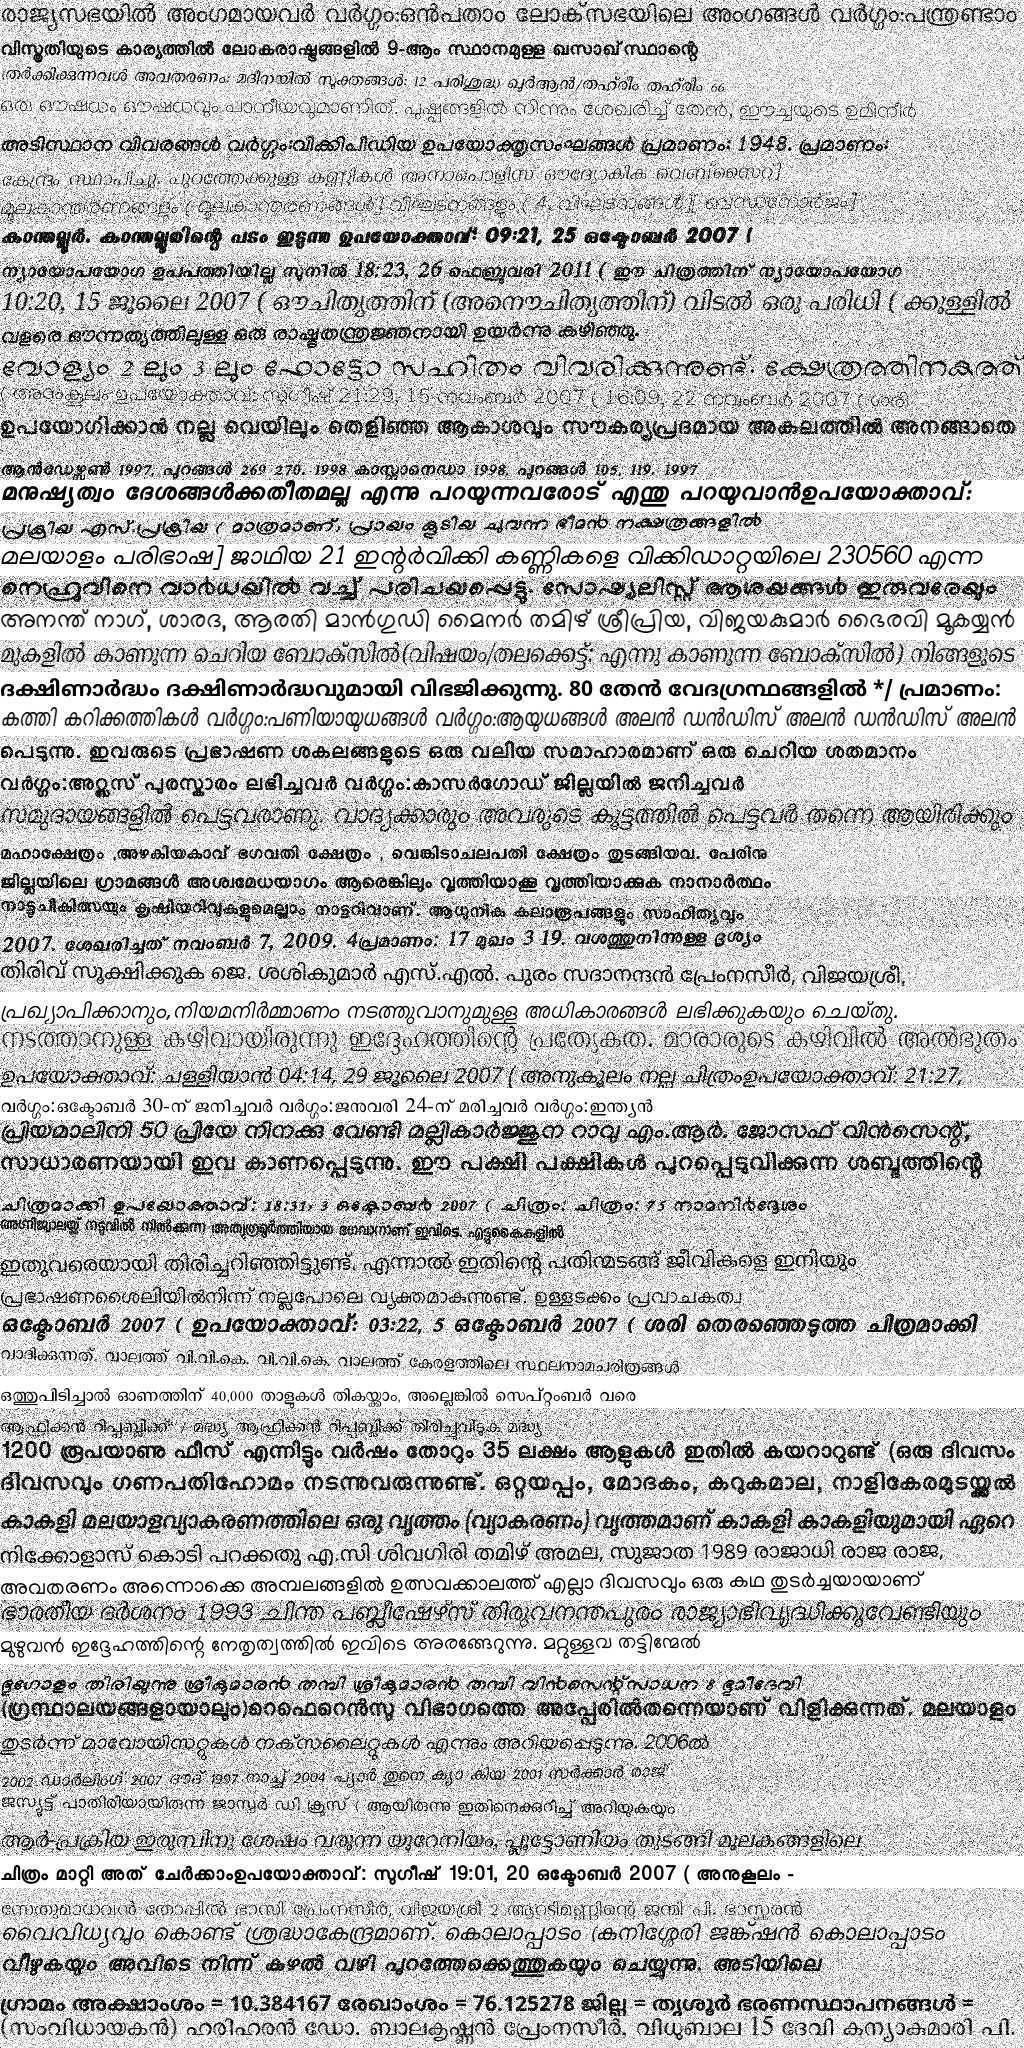 രാജ്യസഭയിൽ അംഗമായവർ വർഗ്ഗം:ഒൻപതാം ലോക്‌സഭയിലെ അംഗങ്ങൾ വർഗ്ഗം:പന്ത്രണ്ടാം
വിസ്തൃതിയുടെ കാര്യത്തിൽ ലോകരാഷ്ട്രങ്ങളിൽ 9-ആം സ്ഥാനമുള്ള ഖസാഖ്‌സ്ഥാന്റെ
തർക്കിക്കുന്നവൾ അവതരണം: മദീനയിൽ സൂക്തങ്ങൾ: 12 പരിശുദ്ധ ഖുർആൻ/തഹ്‌രീം തഹ്‌രിം 66
ഒരു ഔഷധം ഔഷധവും പാനീയവുമാണിത്. പുഷ്പങ്ങളിൽ നിന്നും ശേഖരിച്ച് തേൻ, ഈച്ചയുടെ ഉമിനീർ
അടിസ്ഥാന വിവരങ്ങൾ വർഗ്ഗം:വിക്കിപീഡിയ ഉപയോക്തൃസംഘങ്ങൾ പ്രമാണം: 1948. പ്രമാണം:
കേന്ദ്രം സ്ഥാപിച്ചു. പുറത്തേക്കുള്ള കണ്ണികൾ അനാപൊളിസ് ഔദ്യോകിക വെബ്സൈറ്റ്]
മൂലകാന്തരണങ്ങളും ( മൂലകാന്തരണങ്ങൾ ] വിഘടനങ്ങളും ( 4, വിഘടനങ്ങൾ ][ ബന്ധനോർജം]
കാന്തല്ലൂർ. കാന്തല്ലൂരിന്റെ പടം ഇടുന്നു ഉപയോക്താവ്: 09:21, 25 ഒക്ടോബർ 2007 (
ന്യായോപയോഗ ഉപപത്തിയില്ല സുനിൽ 18:23, 26 ഫെബ്രുവരി 2011 ( ഈ ചിത്രത്തിന് ന്യായോപയോഗ
10:20, 15 ജൂലൈ 2007 ( ഔചിത്യത്തിന് (അനൌചിത്യത്തിന്) വിടൽ ഒരു പരിധി ( ക്കുള്ളിൽ
വളരെ ഔന്നത്യത്തിലുള്ള ഒരു രാഷ്ട്രതന്ത്രജ്ഞനായി ഉയർന്നു കഴിഞ്ഞു.
വോള്യം 2 ലും 3 ലും ഫോട്ടോ സഹിതം വിവരിക്കുന്നുണ്ട്. ക്ഷേത്രത്തിനകത്ത്
( അനുകൂലം ഉപയോക്താവ്: സുഗീഷ് 21:29, 15 നവംബർ 2007 ( 16:09, 22 നവംബർ 2007 ( ശരി
ഉപയോഗിക്കാൻ നല്ല വെയിലും തെളിഞ്ഞ ആകാശവും സൗകര്യപ്രദമായ അകലത്തിൽ അനങ്ങാതെ
ആൻഡേഴ്സൺ 1997, പുറങ്ങൾ 269 270. 1998 കാസ്റ്റാനെഡാ 1998, പുറങ്ങൾ 105, 119. 1997
മനുഷ്യത്വം ദേശങ്ങൾക്കതീതമല്ല എന്നു പറയുന്നവരോട് എന്തു പറയുവാൻഉപയോക്താവ്:
പ്രക്രിയ എസ്.പ്രക്രിയ ( മാത്രമാണ്, പ്രായം കൂടിയ ചുവന്ന ഭീമൻ നക്ഷത്രങ്ങളിൽ
മലയാളം പരിഭാഷ] ജാഥിയ 21 ഇന്റർവിക്കി കണ്ണികളെ വിക്കിഡാറ്റയിലെ 230560 എന്ന
നെഹ്രുവിനെ വാർധയിൽ വച്ച് പരിചയപ്പെട്ടു. സോഷ്യലിസ്റ്റ് ആശയങ്ങൾ ഇരുവരേയും
അനന്ത് നാഗ്, ശാരദ, ആരതി മാൻഗുഡി മൈനർ തമിഴ് ശ്രീപ്രിയ, വിജയകുമാർ ഭൈരവി മൂകയ്യൻ
മുകളിൽ കാണുന്ന ചെറിയ ബോക്സിൽ(വിഷയം/തലക്കെട്ട്: എന്നു കാണുന്ന ബോക്സിൽ) നിങ്ങളുടെ
ദക്ഷിണാർദ്ധം ദക്ഷിണാർദ്ധവുമായി വിഭജിക്കുന്നു. 80 തേൻ വേദഗ്രന്ഥങ്ങളിൽ */ പ്രമാണം:
കത്തി കറിക്കത്തികൾ വർഗ്ഗം:പണിയായുധങ്ങൾ വർഗ്ഗം:ആയുധങ്ങൾ അലൻ ഡൻഡിസ് അലൻ ഡൻഡിസ് അലൻ
പെടുന്നു. ഇവരുടെ പ്രഭാഷണ ശകലങ്ങളുടെ ഒരു വലിയ സമാഹാരമാണ് ഒരു ചെറിയ ശതമാനം
വർഗ്ഗം:അറ്റ്ലസ് പുരസ്കാരം ലഭിച്ചവർ വർഗ്ഗം:കാസർഗോഡ് ജില്ലയിൽ ജനിച്ചവർ
സമുദായങ്ങളിൽ പെട്ടവരാണു. വാദ്യക്കാരും അവരുടെ കൂട്ടത്തിൽ പെട്ടവർ തന്നെ ആയിരിക്കും
മഹാക്ഷേത്രം ,അഴകിയകാവ് ഭഗവതി ക്ഷേത്രം , വെങ്കിടാചലപതി ക്ഷേത്രം തുടങ്ങിയവ. പേരിനു
ജില്ലയിലെ ഗ്രാമങ്ങൾ അശ്വമേധയാഗം ആരെങ്കിലും വൃത്തിയാക്കൂ വൃത്തിയാക്കുക നാനാർത്ഥം
നാട്ടുചികിത്സയും കൃഷിയറിവുകളുമെല്ലാം നാട്ടറിവാണ്. ആധുനിക കലാരൂപങ്ങളും സാഹിത്യവും
2007. ശേഖരിച്ചത് നവംബർ 7, 2009. 4പ്രമാണം: 17 മുഖം 3 19. വശത്തുനിന്നുള്ള ദൃശ്യം
തിരിവ് സൂക്ഷിക്കുക ജെ. ശശികുമാർ എസ്.എൽ. പുരം സദാനന്ദൻ പ്രേംനസീർ, വിജയശ്രീ,
പ്രഖ്യാപിക്കാനും,നിയമനിർമ്മാണം നടത്തുവാനുമുള്ള അധികാരങ്ങൾ ലഭിക്കുകയും ചെയ്തു.
നടത്താനുള്ള കഴിവായിരുന്നു ഇദ്ദേഹത്തിന്റെ പ്രത്യേകത. മാരാരുടെ കഴിവിൽ അൽഭുതം
ഉപയോക്താവ്: ചള്ളിയാൻ 04:14, 29 ജൂലൈ 2007 ( അനുകൂലം നല്ല ചിത്രംഉപയോക്താവ്: 21:27,
വർഗ്ഗം:ഒക്ടോബർ 30-ന് ജനിച്ചവർ വർഗ്ഗം:ജനുവരി 24-ന് മരിച്ചവർ വർഗ്ഗം:ഇന്ത്യൻ
പ്രിയമാലിനി 50 പ്രിയേ നിനക്കു വേണ്ടി മല്ലികാർജ്ജുന റാവു എം.ആർ. ജോസഫ് വിൻസെന്റ്,
സാധാരണയായി ഇവ കാണപ്പെടുന്നു. ഈ പക്ഷി പക്ഷികൾ പുറപ്പെടുവിക്കുന്ന ശബ്ദത്തിന്റെ
ചിത്രമാക്കി ഉപയോക്താവ്: 18:31, 3 ഒക്ടോബർ 2007 ( ചിത്രം: ചിത്രം: 75 നാമനിർദ്ദേശം
അഗ്നിജ്വാലയ്ക്ക് നടുവിൽ നിൽക്കുന്ന അത്യുഗ്രമൂർത്തിയായ ഭഗവാനാണ് ഇവിടെ. എട്ടുകൈകളിൽ
ഇതുവരെയായി തിരിച്ചറിഞ്ഞിട്ടുണ്ട്. എന്നാൽ ഇതിന്റെ പതിന്മടങ്ങ് ജീവികളെ ഇനിയും
പ്രഭാഷണശൈലിയിൽനിന്ന് നല്ലപോലെ വ്യക്തമാകുന്നുണ്ട്. ഉള്ളടക്കം പ്രവാചകത്വ
ഒക്ടോബർ 2007 ( ഉപയോക്താവ്: 03:22, 5 ഒക്ടോബർ 2007 ( ശരി തെരഞ്ഞെടുത്ത ചിത്രമാക്കി
വാദിക്കുന്നത്. വാലത്ത് വി.വി.കെ. വി.വി.കെ. വാലത്ത് കേരളത്തിലെ സ്ഥലനാമചരിത്രങ്ങൾ
ഒത്തുപിടിച്ചാൽ ഓണത്തിന് 40,000 താളുകൾ തികയ്ക്കാം, അല്ലെങ്കിൽ സെപ്റ്റംബർ വരെ
ആഫ്രിക്കൻ റിപ്പബ്ലിക്ക് / മദ്ധ്യ ആഫ്രിക്കൻ റിപ്പബ്ലിക്ക് തിരിച്ചുവിടുക മദ്ധ്യ
1200 രൂപയാണു ഫീസ് എന്നിട്ടും വർഷം തോറും 35 ലക്ഷം ആളുകൾ ഇതിൽ കയറാറുണ്ട് (ഒരു ദിവസം
ദിവസവും ഗണപതിഹോമം നടന്നുവരുന്നുണ്ട്. ഒറ്റയപ്പം, മോദകം, കറുകമാല, നാളികേരമുടയ്ക്കൽ
കാകളി മലയാളവ്യാകരണത്തിലെ ഒരു വൃത്തം (വ്യാകരണം) വൃത്തമാണ് കാകളി കാകളിയുമായി ഏറെ
നിക്കോളാസ് കൊടി പറക്കതു എ.സി ശിവഗിരി തമിഴ് അമല, സുജാത 1989 രാജാധി രാജ രാജ,
അവതരണം അന്നൊക്കെ അമ്പലങ്ങളിൽ ഉത്സവക്കാലത്ത് എല്ലാ ദിവസവും ഒരു കഥ തുടർച്ചയായാണ്
ഭാരതീയ ദർശനം 1993 ചിന്ത പബ്ലിഷേഴ്സ് തിരുവനന്തപുരം രാജ്യാഭിവൃദ്ധിക്കുവേണ്ടിയും
മുഴുവൻ ഇദ്ദേഹത്തിന്റെ നേതൃത്വത്തിൽ ഇവിടെ അരങ്ങേറുന്നു. മറ്റുള്ളവ തട്ടിന്മേൽ
ഭൂഗോളം തിരിയുന്നു ശ്രീകുമാരൻ തമ്പി ശ്രീകുമാരൻ തമ്പി വിൻസെന്റ്സാധന 8 ഭൂമീദേവി
(ഗ്രന്ഥാലയങ്ങളായാലും)റെഫെറെൻസു വിഭാഗത്തെ അപ്പേരിൽതന്നെയാണ് വിളിക്കുന്നത്. മലയാളം
തുടർന്ന് മാവോയിസറ്റുകൾ നക്സലൈറ്റുകൾ എന്നും അറിയപ്പെടുന്നു. 2006ൽ
2002 ഡാർലിംഗ് 2007 ദൗദ് 1997 നാച്ച് 2004 പ്യാർ തൂനെ ക്യാ കിയ 2001 സർക്കാർ രാജ്
ജസ്യൂട്ട് പാതിരിയായിരുന്ന ജാസ്പർ ഡി ക്രൂസ് ( ആയിരുന്നു ഇതിനെക്കുറിച്ച് അറിയുകയും
ആർ-പ്രക്രിയ ഇരുമ്പിനു ശേഷം വരുന്ന യുറേനിയം, പ്ലൂട്ടോണിയം തുടങ്ങി മൂലകങ്ങളിലെ
ചിത്രം മാറ്റി അത് ചേർക്കാംഉപയോക്താവ്: സുഗീഷ് 19:01, 20 ഒക്ടോബർ 2007 ( അനുകൂലം -
സേതുമാധവൻ തോപ്പിൽ ഭാസി പ്രേംനസീർ, വിജയശ്രീ 2 ആറടിമണ്ണിന്റെ ജന്മി പി. ഭാസ്കരൻ
വൈവിധ്യവും കൊണ്ട് ശ്രദ്ധാകേന്ദ്രമാണ്. കൊലാപ്പാടം (കനിശ്ശേരി ജങ്ക്ഷൻ കൊലാപ്പാടം
വീഴുകയും അവിടെ നിന്ന് കുഴൽ വഴി പുറത്തേക്കെത്തുകയും ചെയ്യുന്നു. അടിയിലെ
ഗ്രാമം അക്ഷാംശം = 10.384167 രേഖാംശം = 76.125278 ജില്ല = തൃശൂർ ഭരണസ്ഥാപനങ്ങൾ =
(സംവിധായകൻ) ഹരിഹരൻ ഡോ. ബാലകൃഷ്ണൻ പ്രേംനസീർ, വിധുബാല 15 ദേവി കന്യാകുമാരി പി.